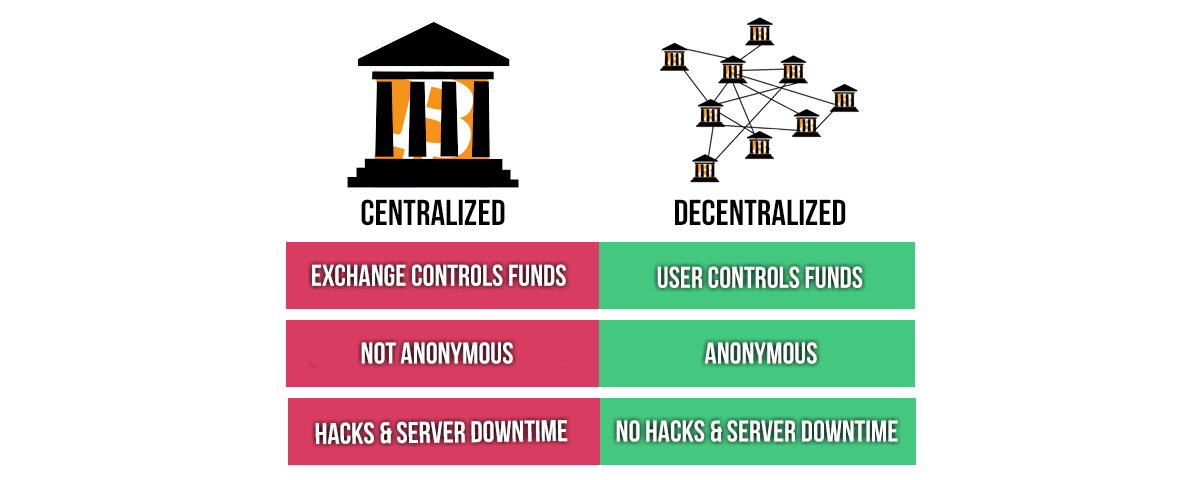 CENTRALIZED
DECENTRALIZED
EXCHANGE CONTROLS FUNDS
USER CONTROLS FUNDS
NOT ANONYMOUS
ANONYMOUS
HACKS & SERVER DOWNTIME
NO HACKS & SERVER DOWNTIME